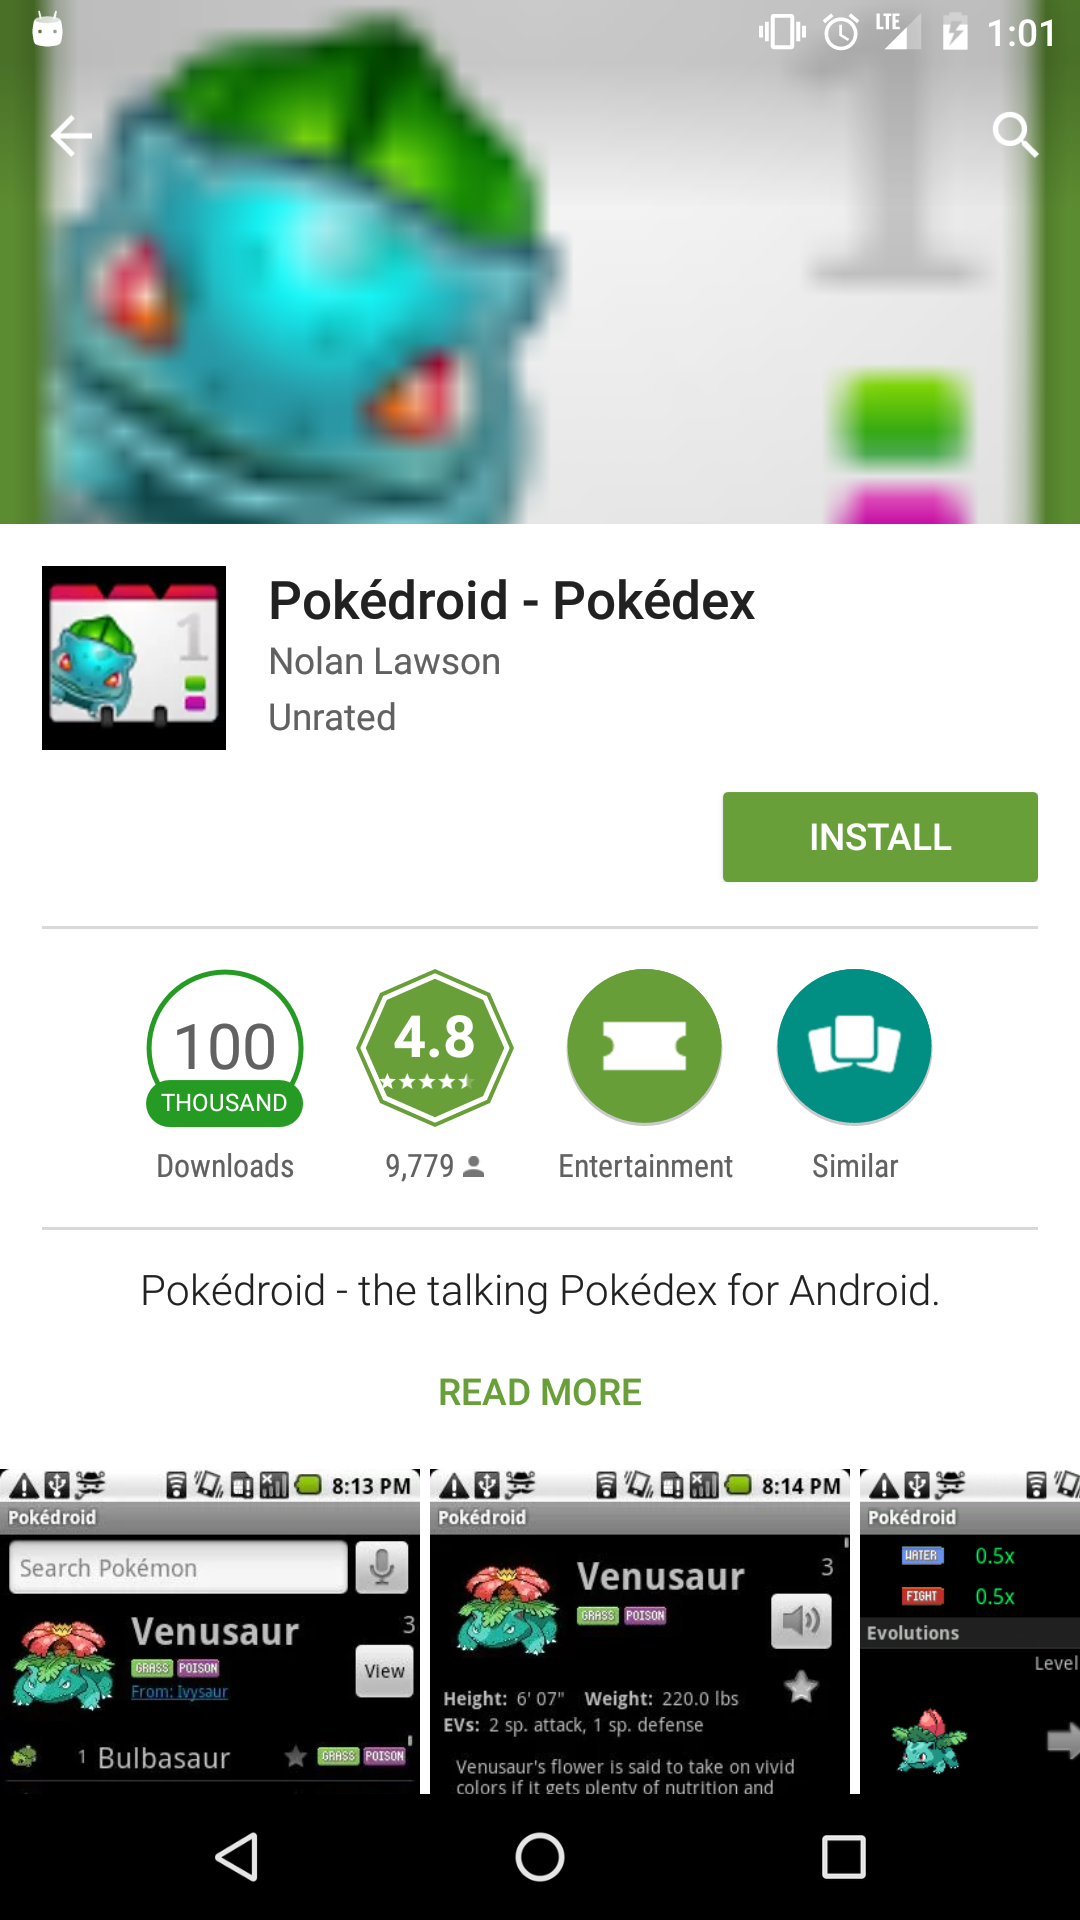 LTE 1:01
1
Pokédroid - Pokédex
Nolan Lawson
Unrated
1
INSTALL
100
THOUSAND
4.8
Downloads
9,779
Entertainment
Similar
Pokédroid - the talking Pokédex for Android.
READ MORE
8:13 PM
Pokédroid
Search Pokémon
Venusaur
3
GRASS POISON
View
From: Ivysaur
1 Bulbasaur GRASS POISON
8:14 PM
Pokédroid
Venusaur
3
GRASS POISON
Height: 6' 07" Weight: 220.0 lbs
EVs: 2 sp. attack, 1 sp. defense
Venusaur's flower is said to take on vivid
colors if it gets plenty of nutrition and
Pokédroid
WATER 0.5x
FIGHT 0.5x
Evolutions
Level